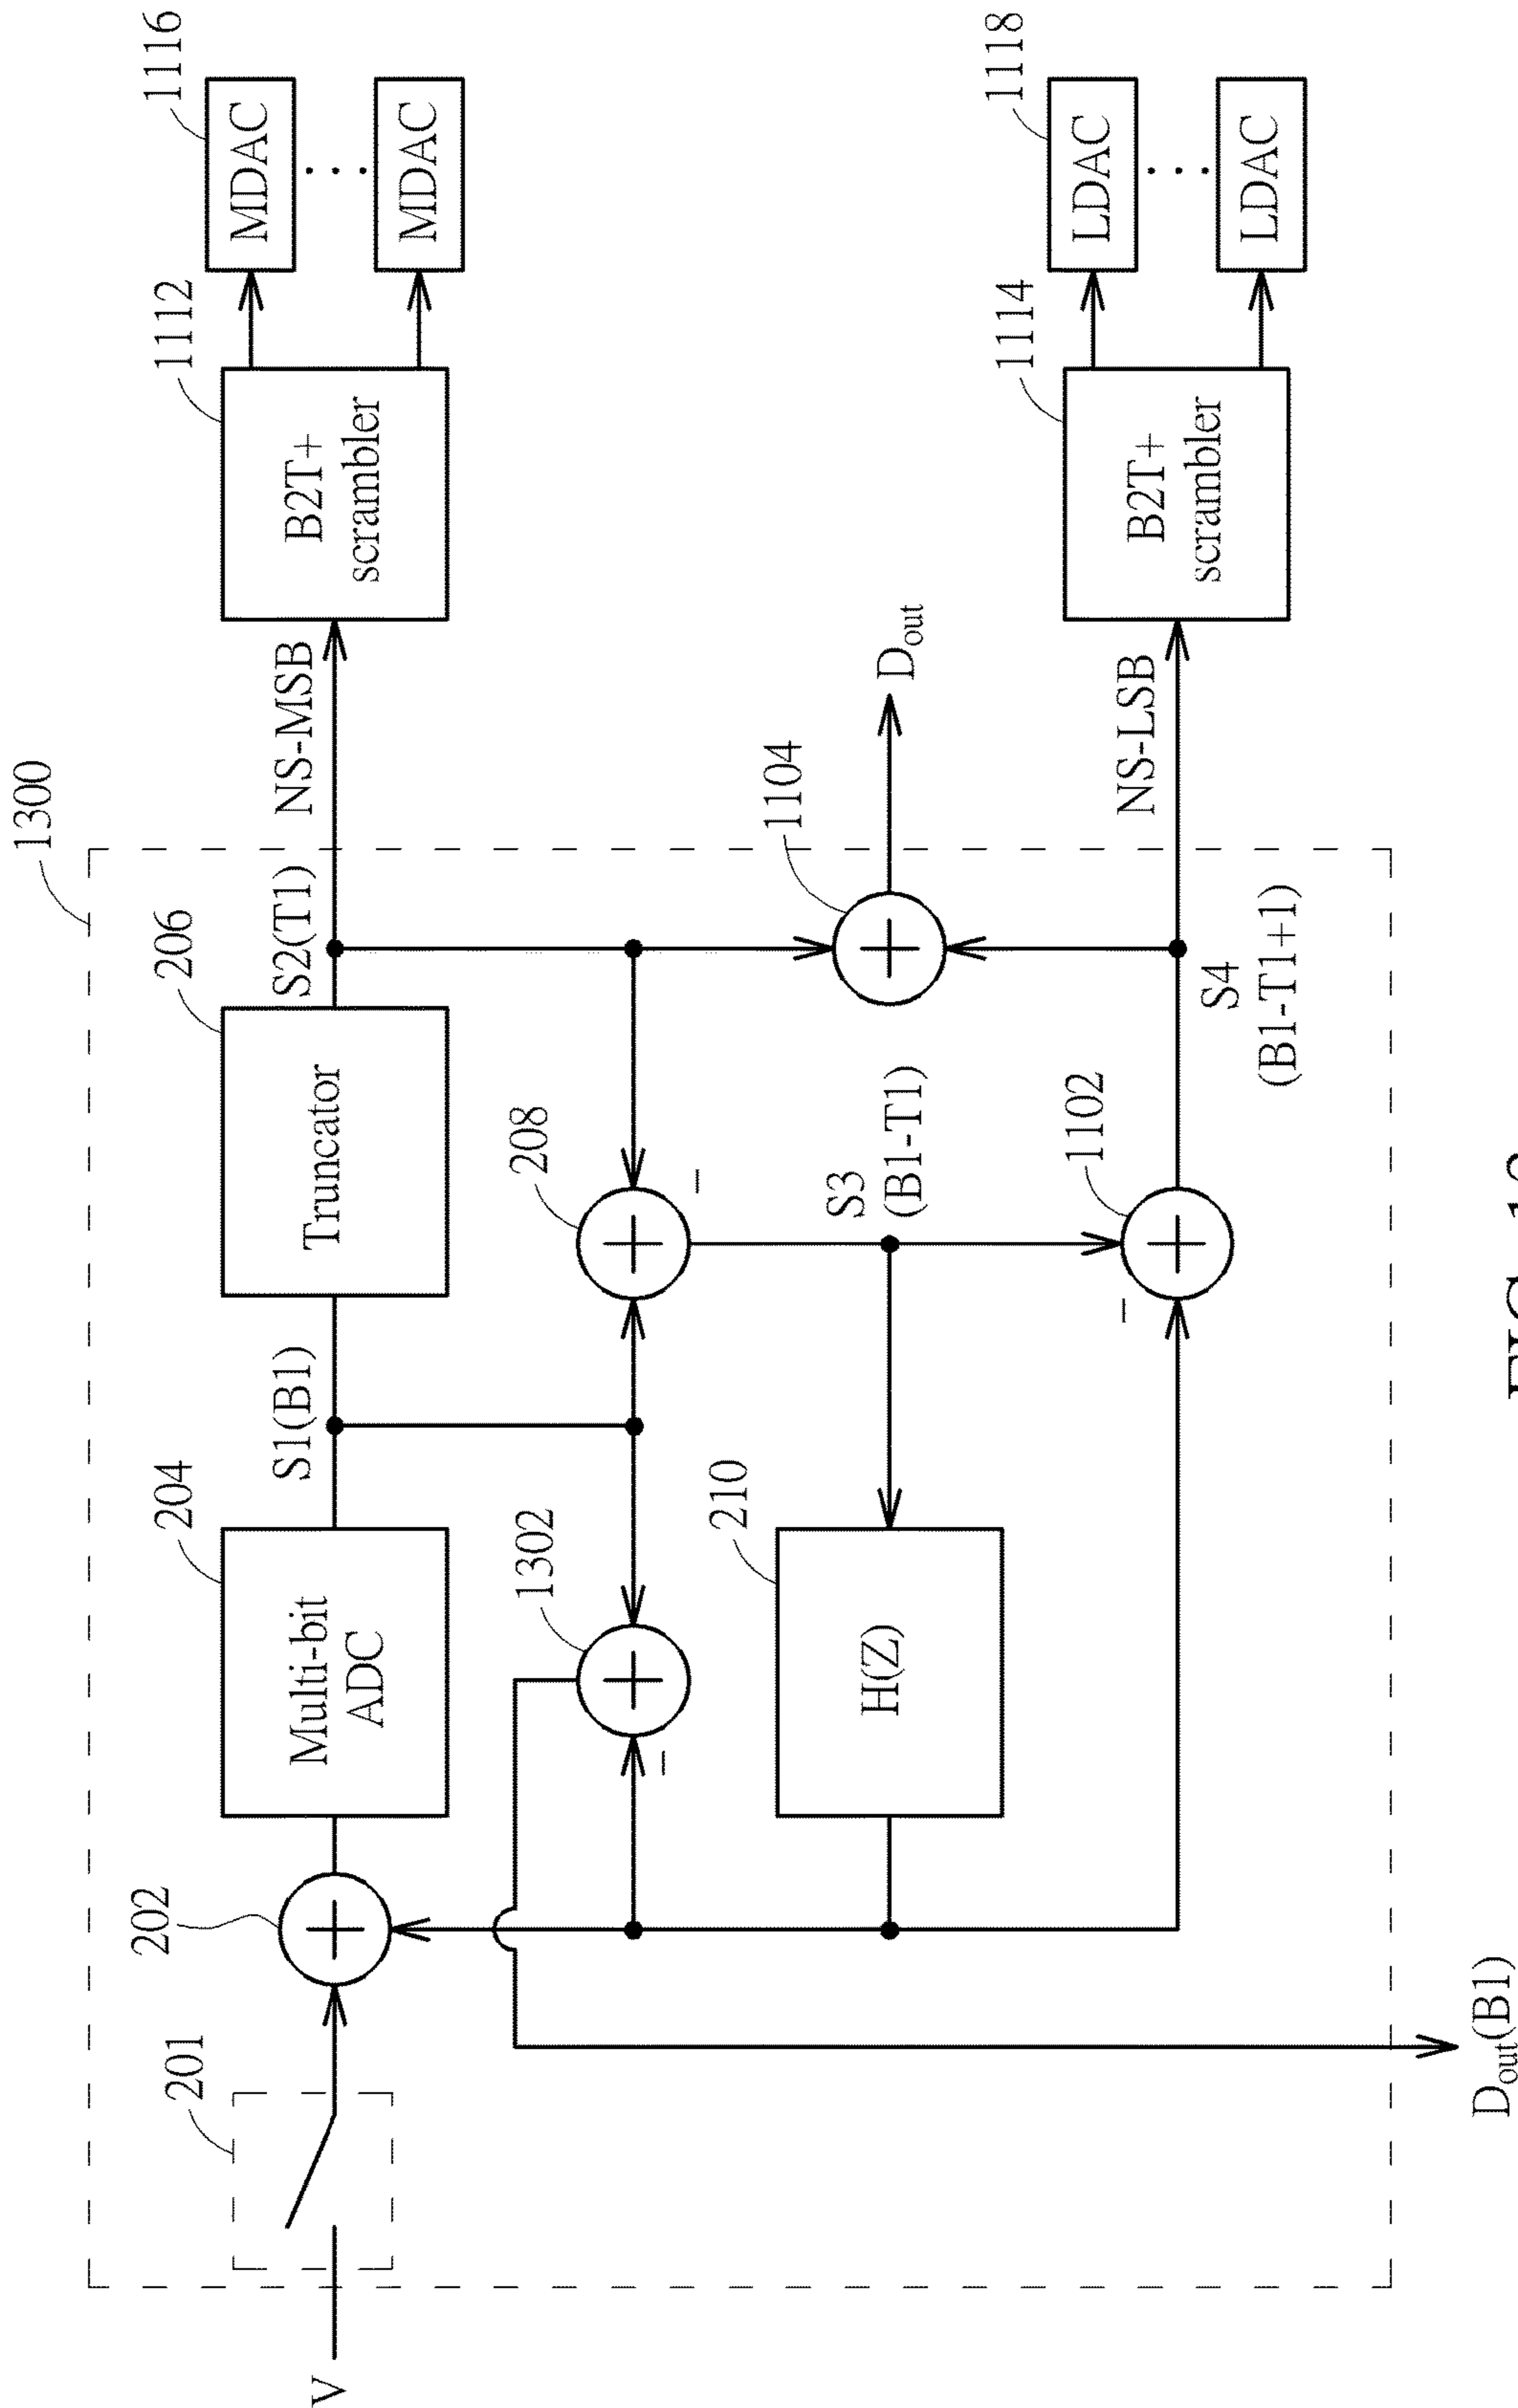 1300
V
201
202
204
Multi-bit
ADC
S1(B1)
206
Truncator
S2(T1)
NS-MSB
1112
B2T+
scrambler
1116
MDAC
MDAC
1302
−
208
−
210
H(Z)
S3
(B1-T1)
1104
D_out
1102
−
S4
(B1-T1+1)
NS-LSB
1114
B2T+
scrambler
1118
LDAC
LDAC
D_out(B1)